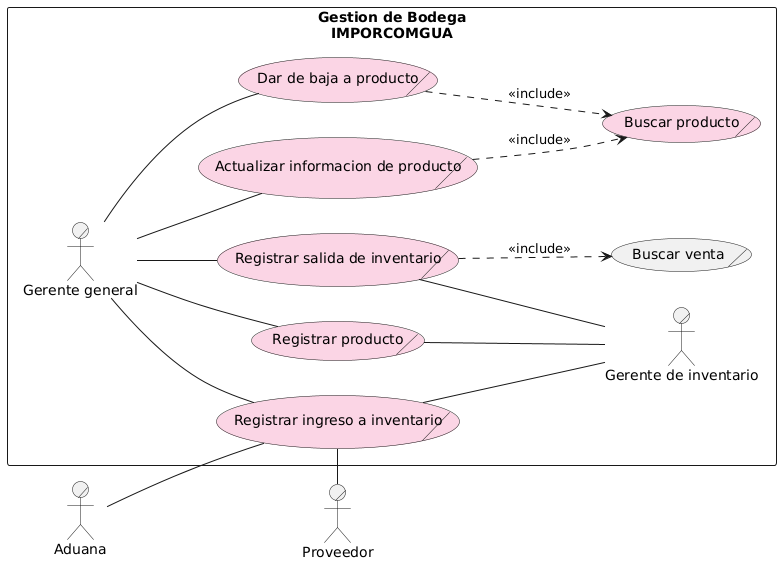 Gestion de Bodega
IMPORCOMGUA
Dar de baja a producto
«include»
Buscar producto
«include»
Actualizar informacion de producto
Registrar salida de inventario
«include»
Buscar venta
Gerente general
Registrar producto
Gerente de inventario
Registrar ingreso a inventario
Aduana
Proveedor